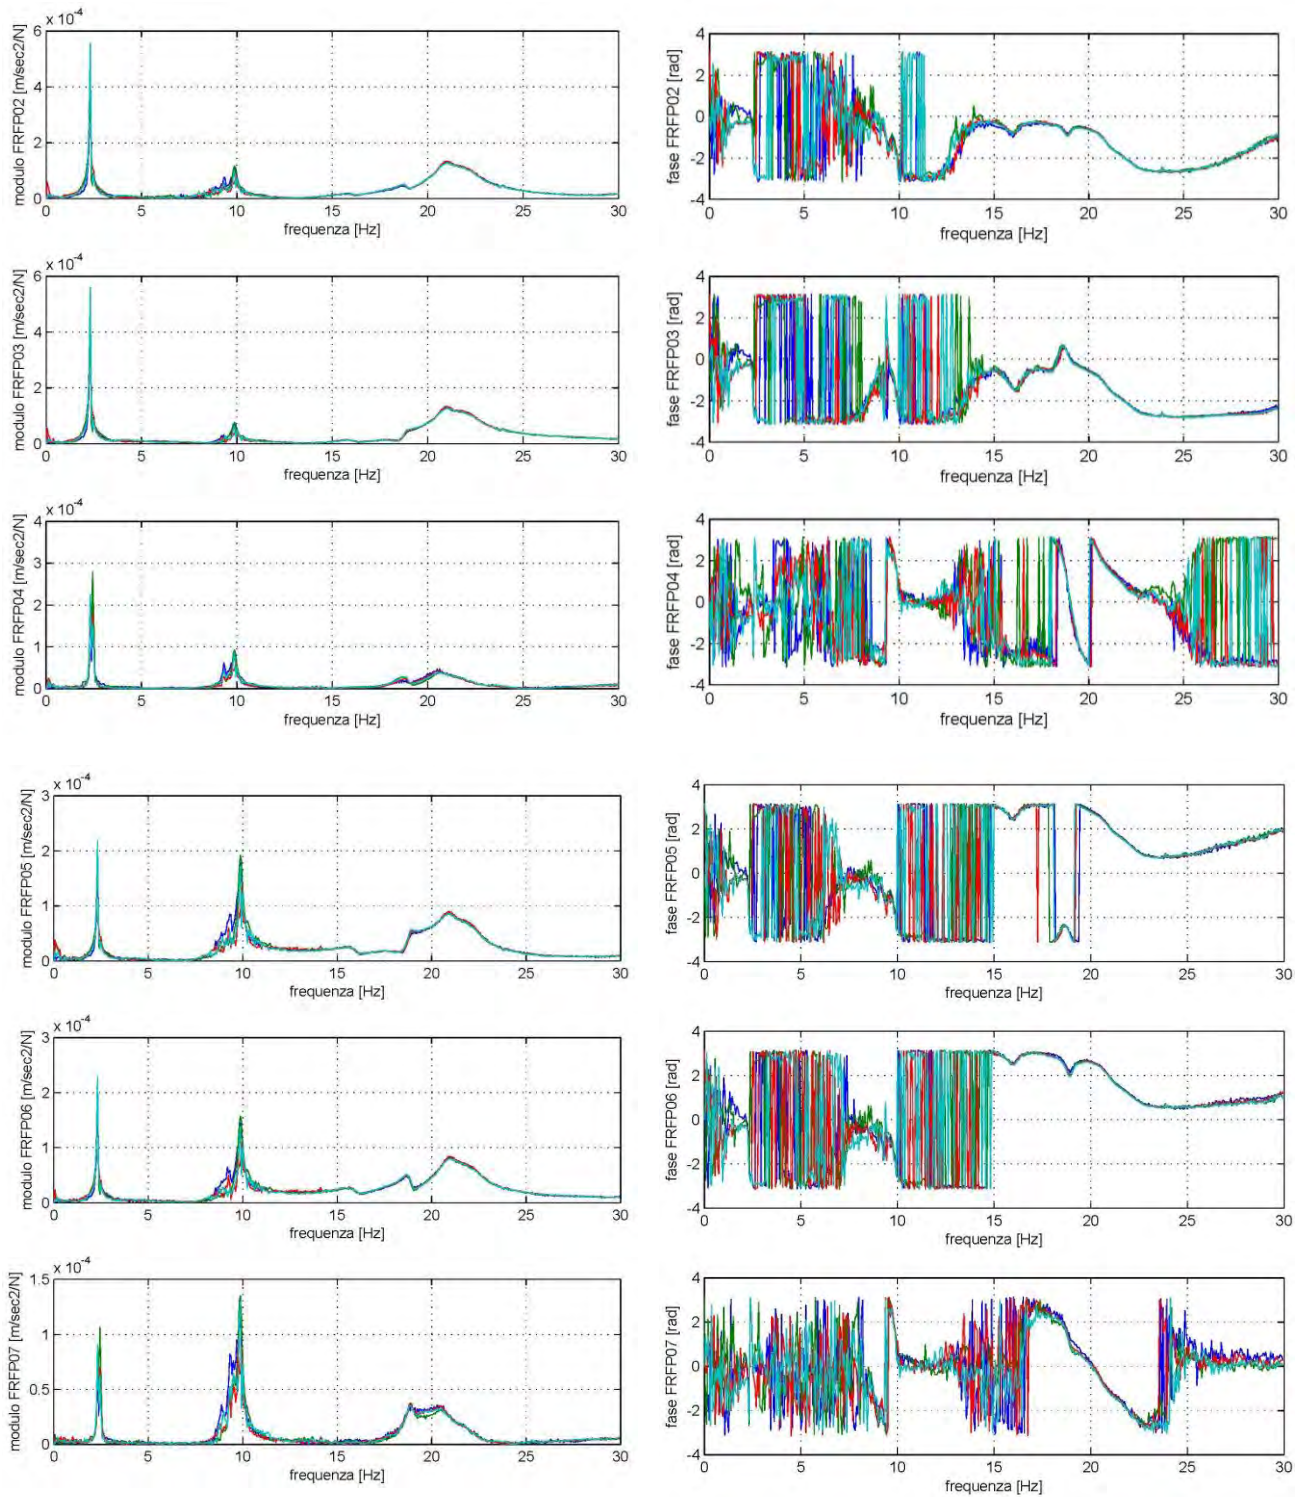 x 10-4
modulo FRFP02 [m/sec2/N]
6
4
2
0
0 5 10 15 20 25 30
frequenza [Hz]
fase FRFP02 [rad]
4
2
0
-2
-4
0 5 10 15 20 25 30
frequenza [Hz]
x 10-4
modulo FRFP03 [m/sec2/N]
6
4
2
0
0 5 10 15 20 25 30
frequenza [Hz]
fase FRFP03 [rad]
4
2
0
-2
-4
0 5 10 15 20 25 30
frequenza [Hz]
x 10-4
modulo FRFP04 [m/sec2/N]
4
3
2
1
0
0 5 10 15 20 25 30
frequenza [Hz]
fase FRFP04 [rad]
4
2
0
-2
-4
0 5 10 15 20 25 30
frequenza [Hz]
x 10-4
modulo FRFP05 [m/sec2/N]
3
2
1
0
0 5 10 15 20 25 30
frequenza [Hz]
fase FRFP05 [rad]
4
2
0
-2
-4
0 5 10 15 20 25 30
frequenza [Hz]
x 10-4
modulo FRFP06 [m/sec2/N]
3
2
1
0
0 5 10 15 20 25 30
frequenza [Hz]
fase FRFP06 [rad]
4
2
0
-2
-4
0 5 10 15 20 25 30
frequenza [Hz]
x 10-4
modulo FRFP07 [m/sec2/N]
1.5
1
0.5
0
0 5 10 15 20 25 30
frequenza [Hz]
fase FRFP07 [rad]
4
2
0
-2
-4
0 5 10 15 20 25 30
frequenza [Hz]